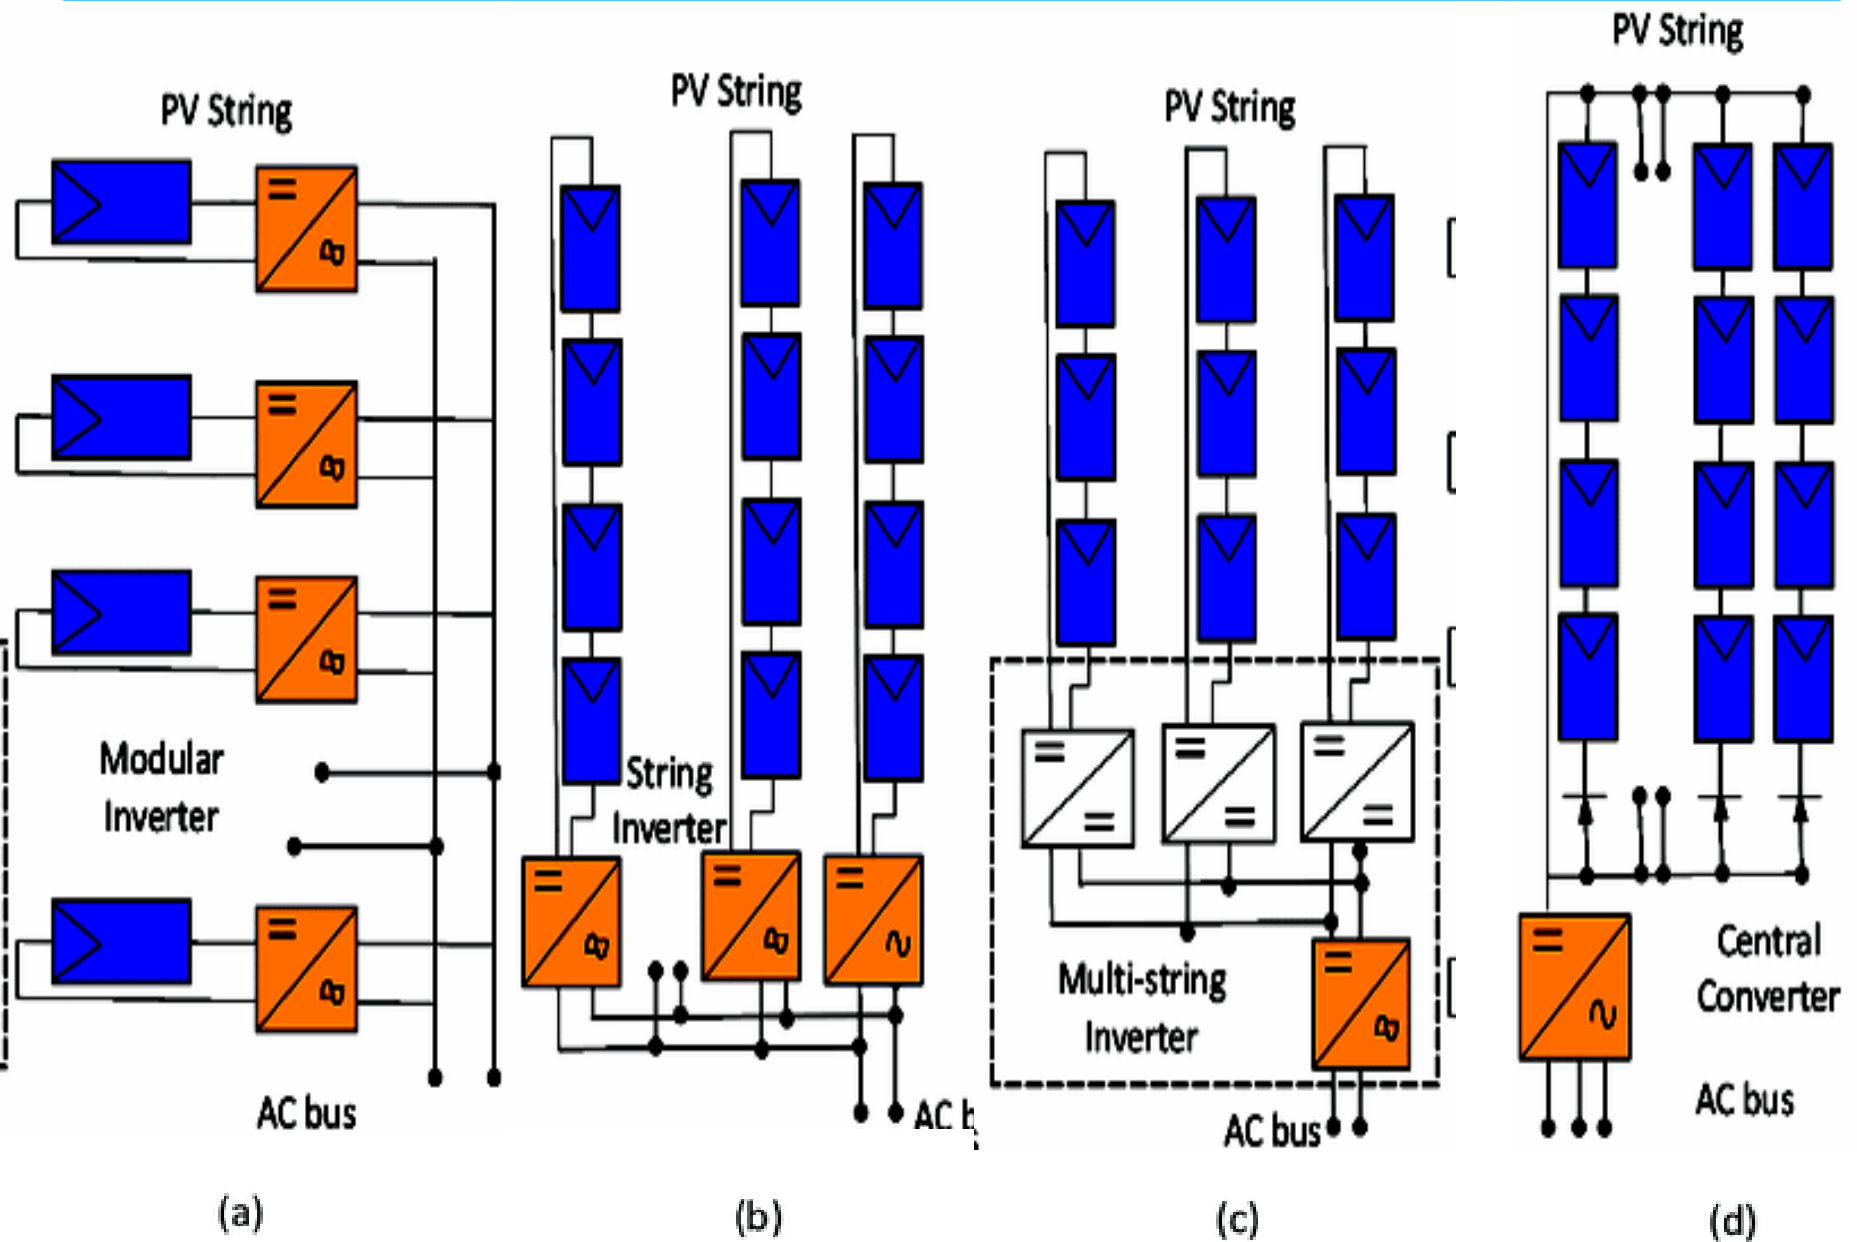 PV String
Modular
Inverter
AC bus
(a)
PV String
String
Inverter
AC b
(b)
PV String
Multi-string
Inverter
AC bus
(c)
PV String
Central
Converter
AC bus
(d)